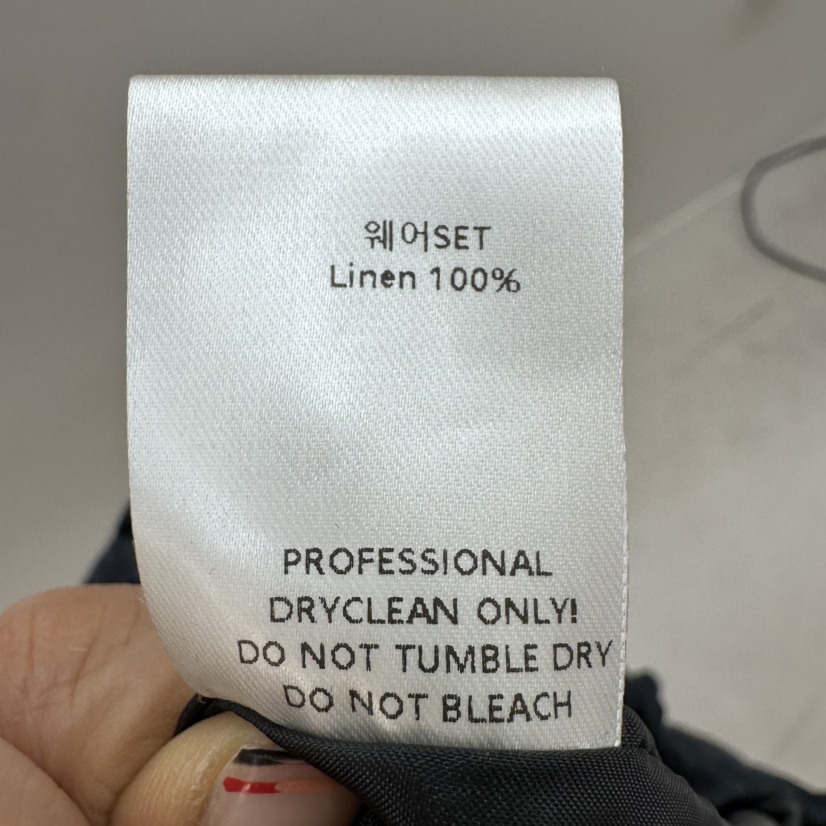 웨어SET
Linen 100%
PROFESSIONAL
DRYCLEAN ONLY!
DO NOT TUMBLE DRY
DO NOT BLEACH